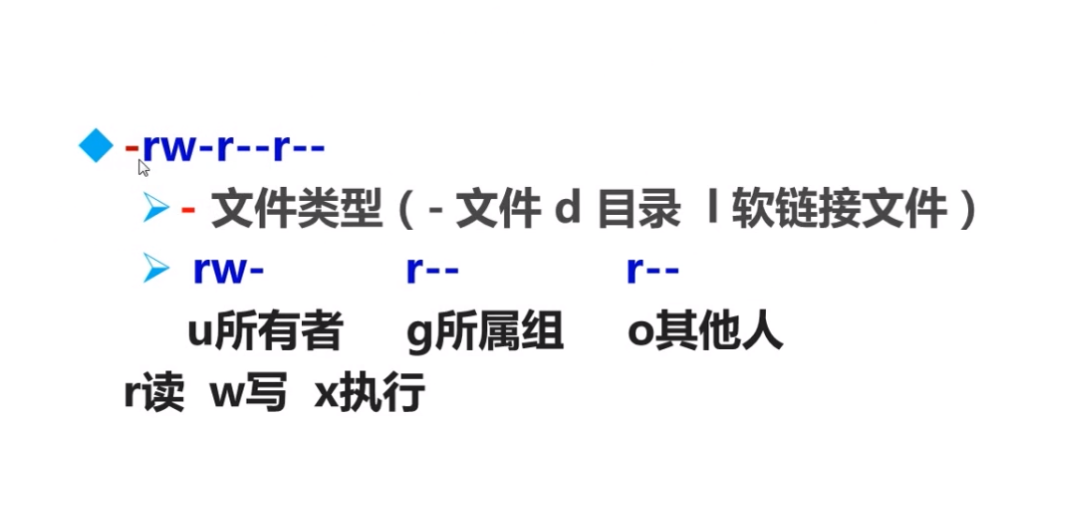 -rw-r--r--
- 文件类型（ - 文件 d 目录 l 软链接文件 ）
rw- r-- r--
u所有者 g所属组 o其他人
r读 w写 x执行